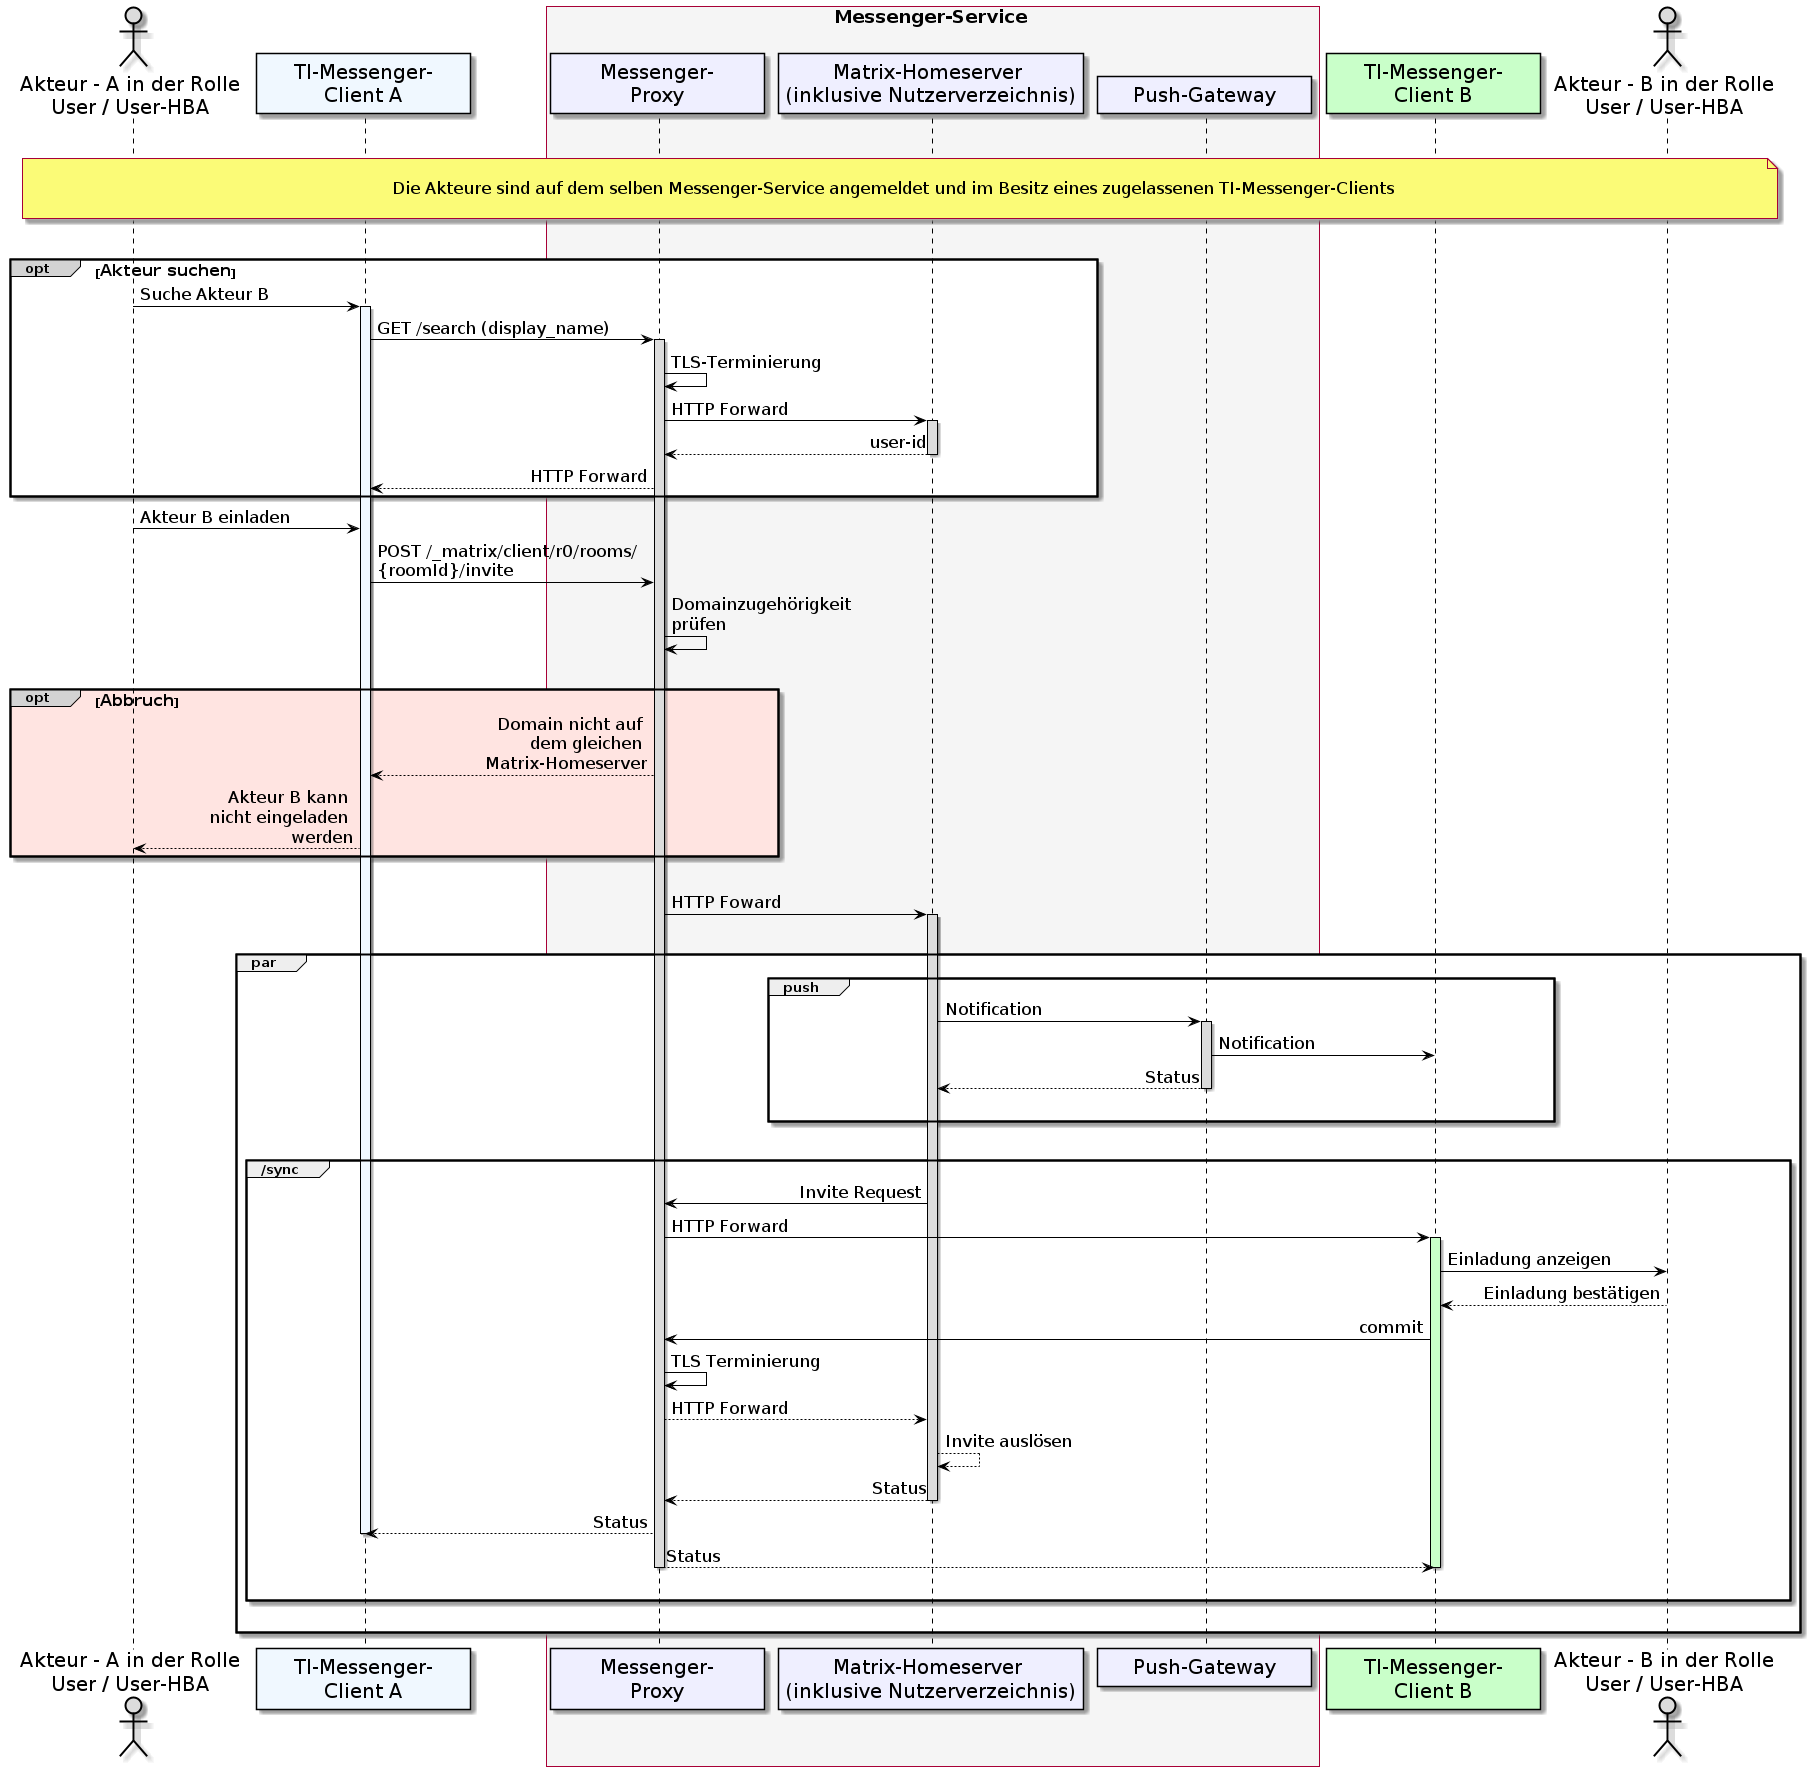 Messenger-Service
Akteur - A in der Rolle
User / User-HBA
TI-Messenger-
Client A
Messenger-
Proxy
Matrix-Homeserver
(inklusive Nutzerverzeichnis)
Push-Gateway
TI-Messenger-
Client B
Akteur - B in der Rolle
User / User-HBA
Die Akteure sind auf dem selben Messenger-Service angemeldet und im Besitz eines zugelassenen TI-Messenger-Clients
opt [Akteur suchen]
Suche Akteur B
GET /search (display_name)
TLS-Terminierung
HTTP Forward
user-id
HTTP Forward
Akteur B einladen
POST /_matrix/client/r0/rooms/
{roomId}/invite
Domainzugehörigkeit
prüfen
opt [Abbruch]
Domain nicht auf
dem gleichen
Matrix-Homeserver
Akteur B kann
nicht eingeladen
werden
HTTP Foward
par
push
Notification
Notification
Status
/sync
Invite Request
HTTP Forward
Einladung anzeigen
Einladung bestätigen
commit
TLS Terminierung
HTTP Forward
Invite auslösen
Status
Status
Status
Akteur - A in der Rolle
User / User-HBA
TI-Messenger-
Client A
Messenger-
Proxy
Matrix-Homeserver
(inklusive Nutzerverzeichnis)
Push-Gateway
TI-Messenger-
Client B
Akteur - B in der Rolle
User / User-HBA